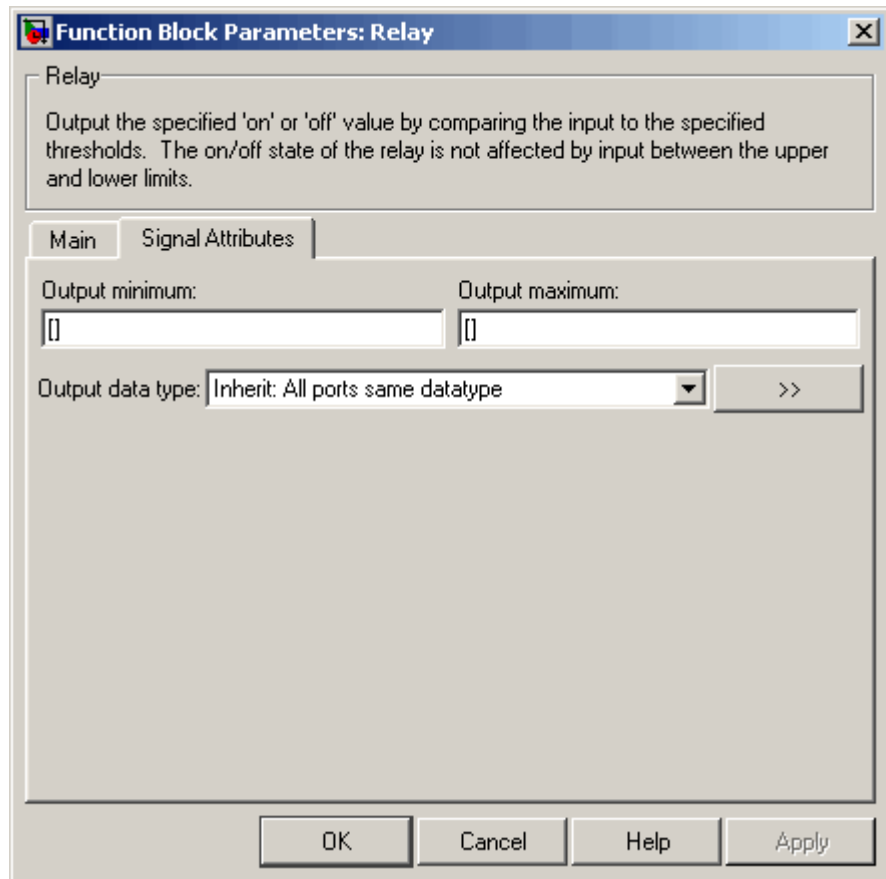 Function Block Parameters: Relay
Relay
Output the specified 'on' or 'off' value by comparing the input to the specified
thresholds. The on/off state of the relay is not affected by input between the upper
and lower limits.
Main Signal Attributes
Output minimum: Output maximum:
[] []
Output data type: Inherit: All ports same datatype >>
OK Cancel Help Apply